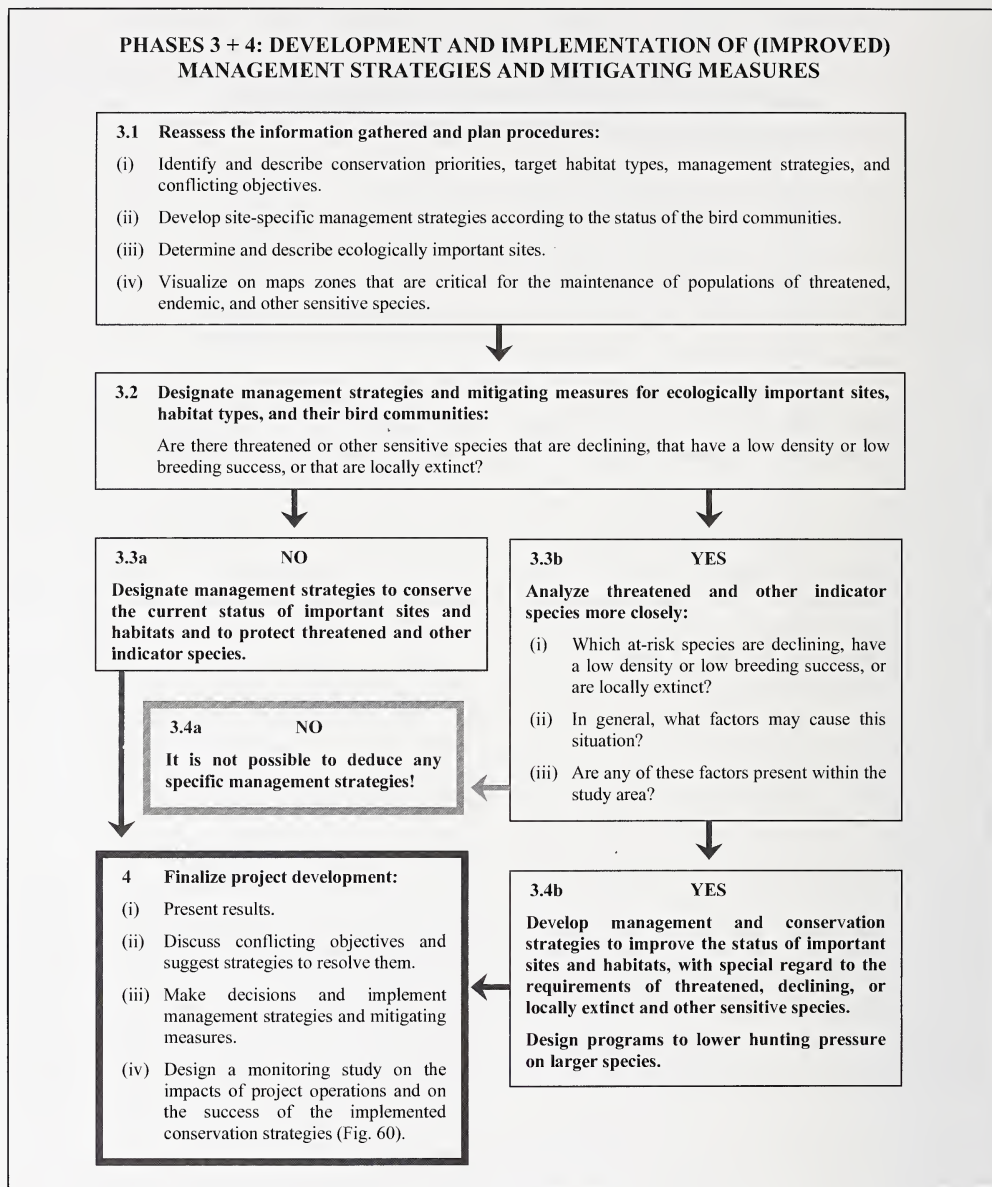 PHASES 3 + 4: DEVELOPMENT AND IMPLEMENTATION OF (IMPROVED)
MANAGEMENT STRATEGIES AND MITIGATING MEASURES
3.1 Reassess the information gathered and plan procedures:
(i) Identify and describe conservation priorities, target habitat types, management strategies, and
conflicting objectives.
(ii) Develop site-specific management strategies according to the status of the bird communities.
(iii) Determine and describe ecologically important sites.
(iv) Visualize on maps zones that are critical for the maintenance of populations of threatened,
endemic, and other sensitive species.
3.2 Designate management strategies and mitigating measures for ecologically important sites,
habitat types, and their bird communities:
Are there threatened or other sensitive species that are declining, that have a low density or low
breeding success, or that are locally extinct?
3.3a NO
Designate management strategies to conserve
the current status of important sites and
habitats and to protect threatened and other
indicator species.
3.3b YES
Analyze threatened and other indicator
species more closely:
(i) Which at-risk species are declining, have
a low density or low breeding success, or
are locally extinct?
(ii) In general, what factors may cause this
situation?
(iii) Are any of these factors present within the
study area?
3.4a NO
It is not possible to deduce any
specific management strategies!
3.4b YES
Develop management and conservation
strategies to improve the status of important
sites and habitats, with special regard to the
requirements of threatened, declining, or
locally extinct and other sensitive species.
Design programs to lower hunting pressure
on larger species.
4 Finalize project development:
(i) Present results.
(ii) Discuss conflicting objectives and
suggest strategies to resolve them.
(iii) Make decisions and implement
management strategies and mitigating
measures.
(iv) Design a monitoring study on the
impacts of project operations and on
the success of the implemented
conservation strategies (Fig. 60).